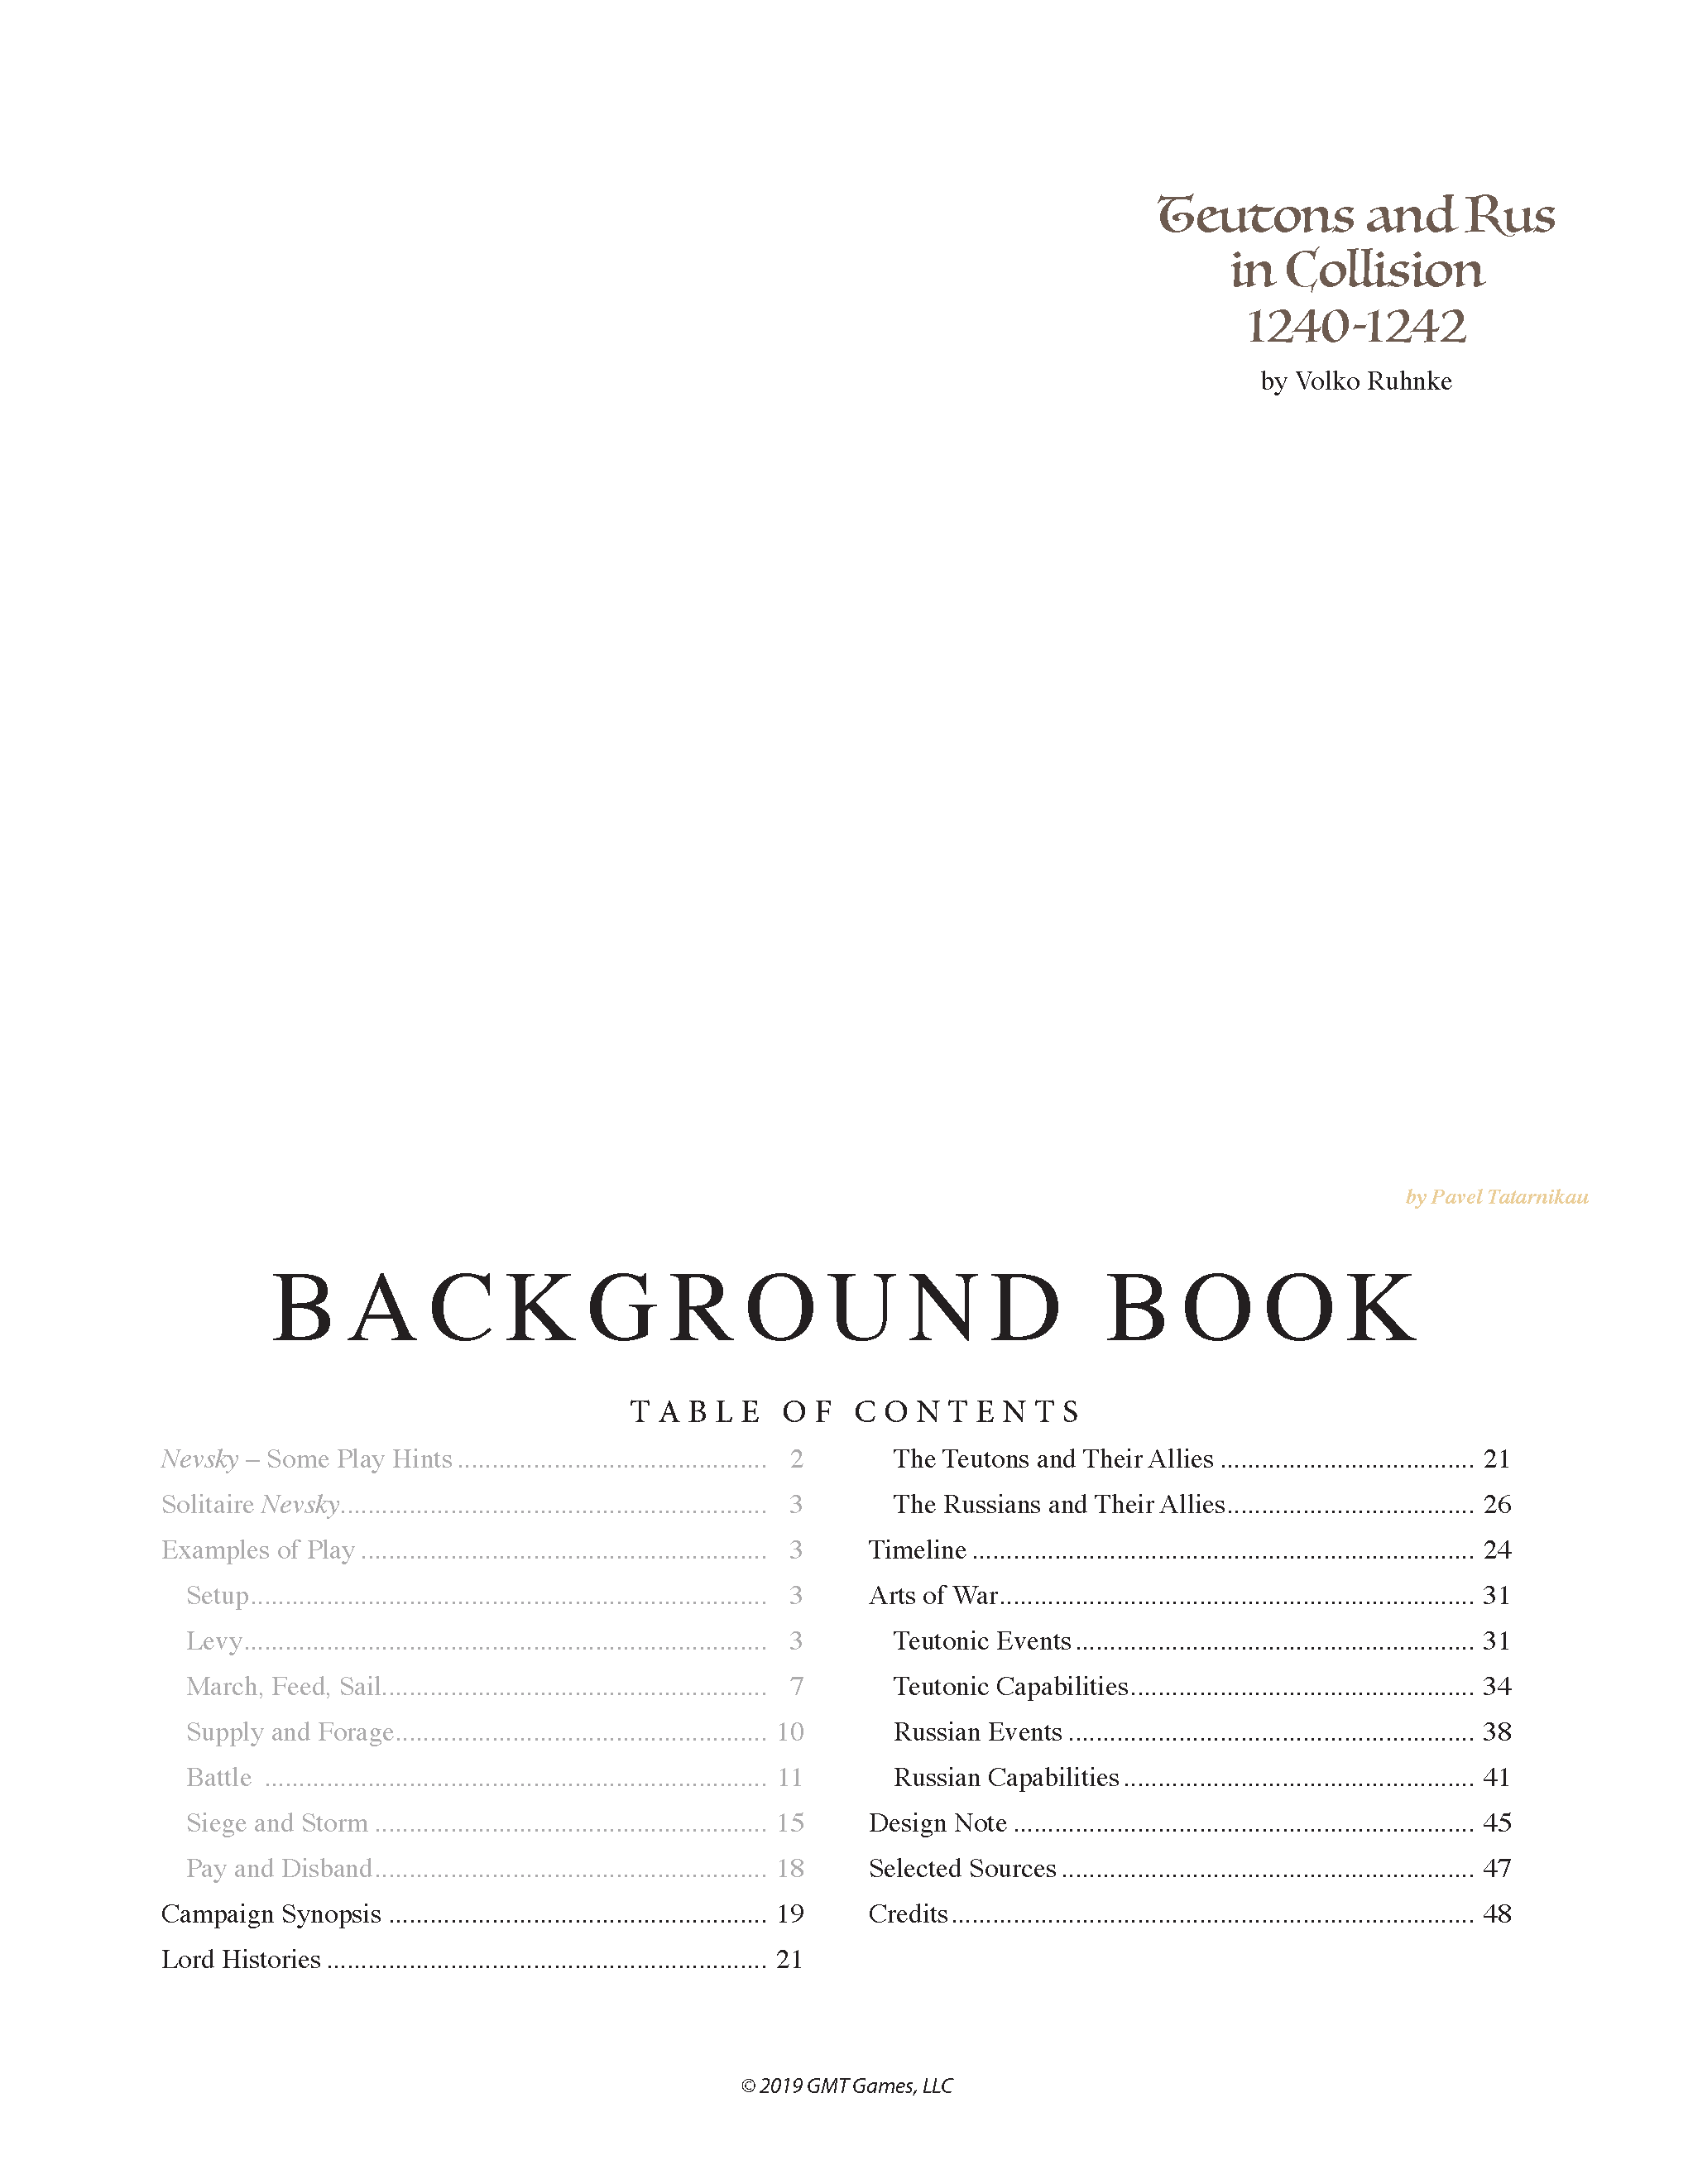 Teutons and Rus
in Collision
1240-1242
by Volko Ruhnke
by Pavel Tatarnikau
BACKGROUND BOOK
TABLE OF CONTENTS
Nevsky – Some Play Hints 2
Solitaire Nevsky 3
Examples of Play 3
Setup 3
Levy 3
March, Feed, Sail 7
Supply and Forage 10
Battle 11
Siege and Storm 15
Pay and Disband 18
Campaign Synopsis 19
Lord Histories 21
The Teutons and Their Allies 21
The Russians and Their Allies 26
Timeline 24
Arts of War 31
Teutonic Events 31
Teutonic Capabilities 34
Russian Events 38
Russian Capabilities 41
Design Note 45
Selected Sources 47
Credits 48
© 2019 GMT Games, LLC